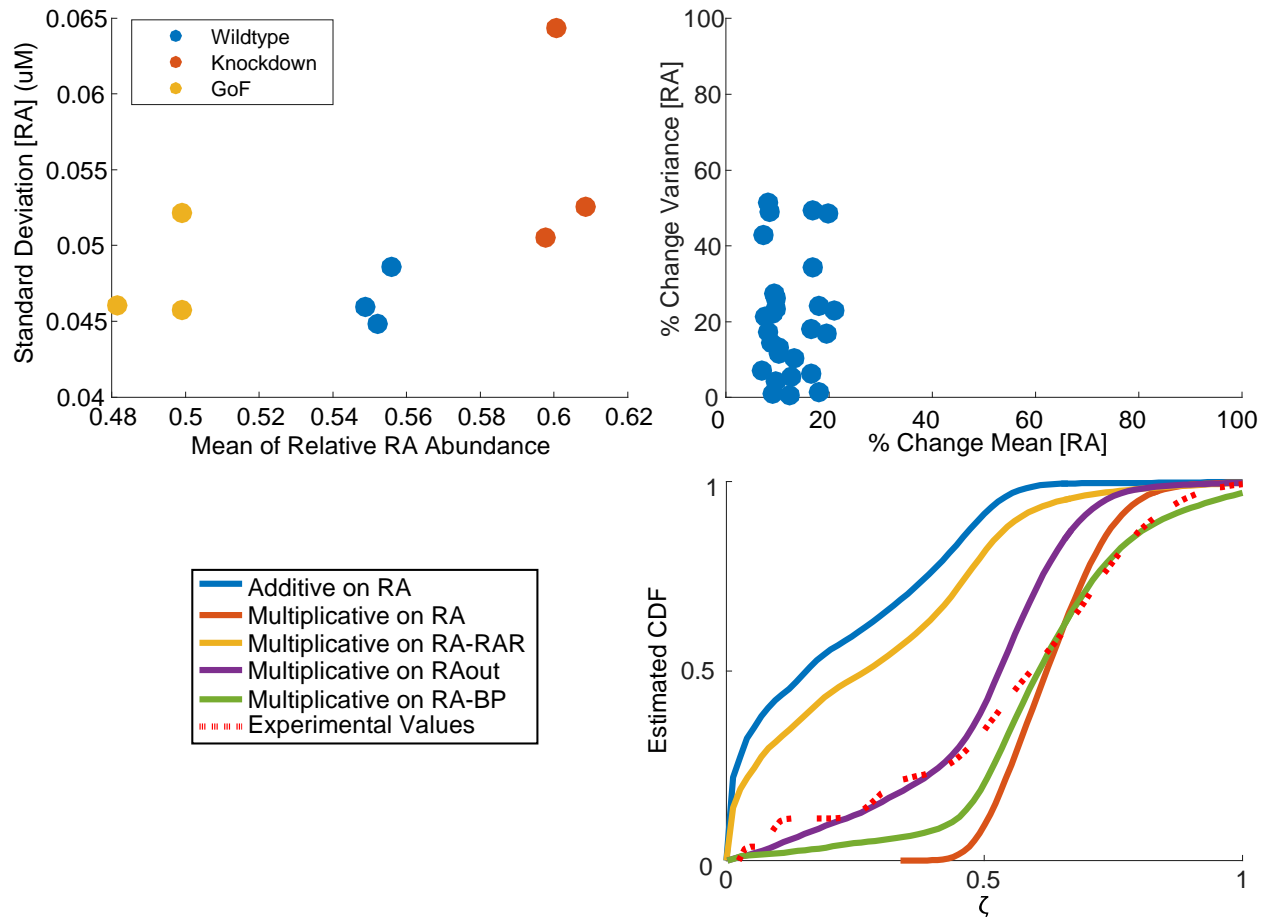 Standard Deviation [RA] (uM)
0.065
0.06
0.055
0.05
0.045
0.04
Wildtype
Knockdown
GoF
0.48
0.5
0.52
0.54
0.56
0.58
0.6
0.62
Mean of Relative RA Abundance
% Change Variance [RA]
100
80
60
40
20
0
0
20
40
60
80
100
% Change Mean [RA]
Additive on RA
Multiplicative on RA
Multiplicative on RA-RAR
Multiplicative on RAout
Multiplicative on RA-BP
Experimental Values
Estimated CDF
1
0.5
0
0
0.5
1
ζ